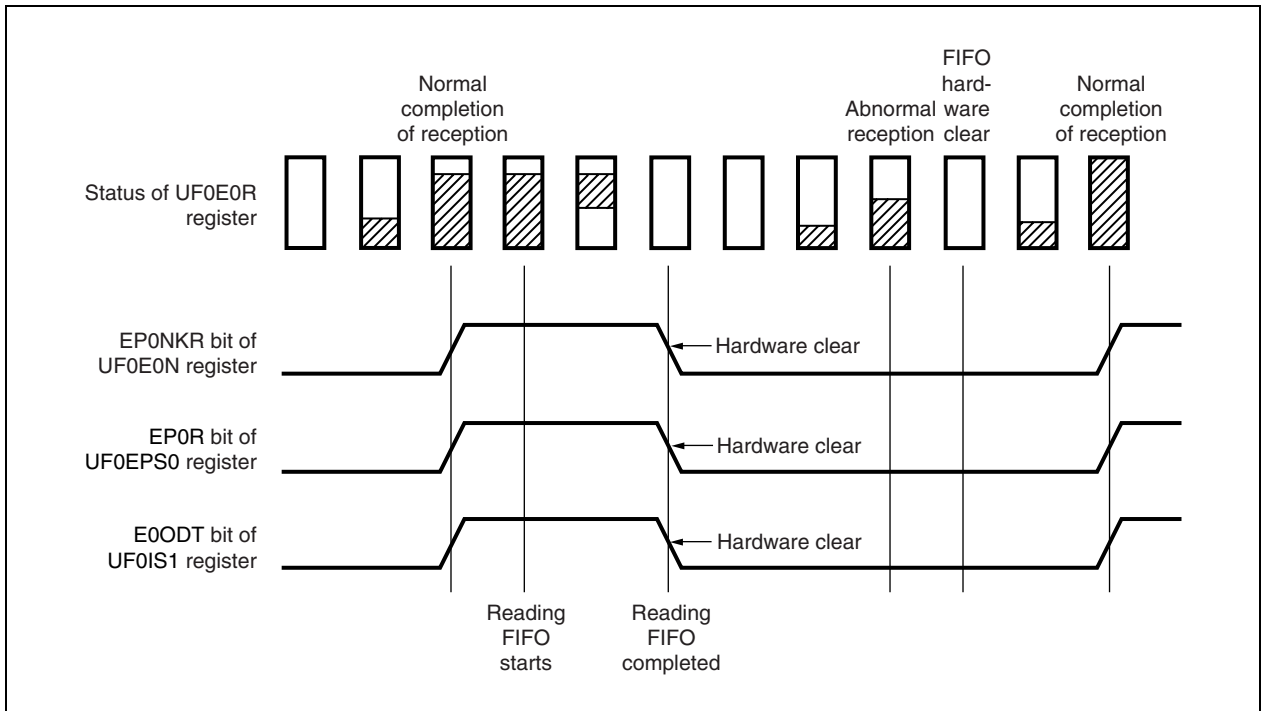 Normal
completion
of reception
Abnormal
reception
FIFO
hard-
ware
clear
Normal
completion
of reception
Status of UF0E0R
register
EP0NKR bit of
UF0E0N register
Hardware clear
EP0R bit of
UF0EPS0 register
Hardware clear
E0ODT bit of
UF0IS1 register
Hardware clear
Reading
FIFO
starts
Reading
FIFO
completed